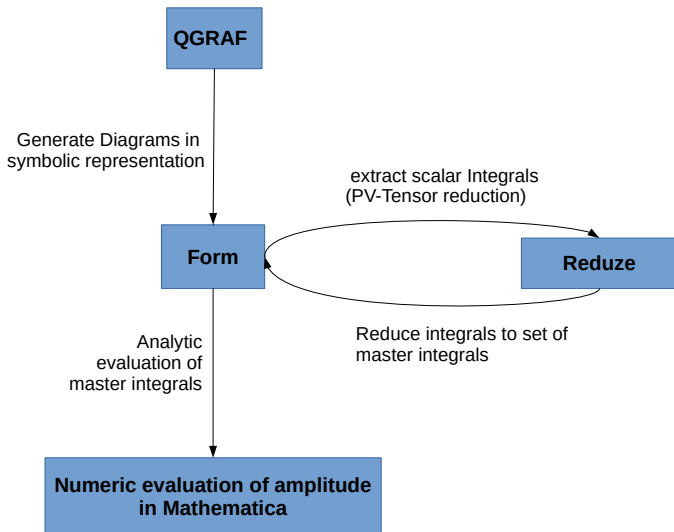 QGRAF
Generate Diagrams in
symbolic representation
extract scalar Integrals
(PV-Tensor reduction)
Form
Reduze
Reduce integrals to set of
master integrals
Analytic
evaluation of
master integrals
Numeric evaluation of amplitude
in Mathematica